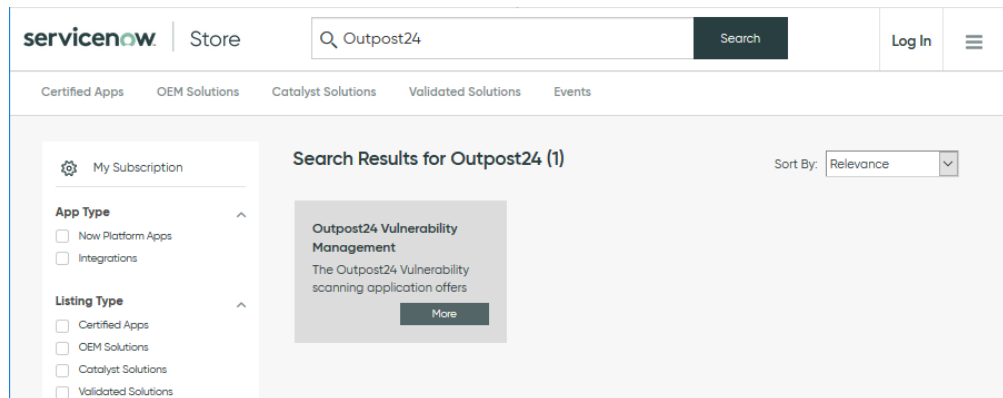 servicenow. Store
Outpost24
Search
Log In
Certified Apps OEM Solutions Catalyst Solutions Validated Solutions Events
My Subscription
App Type
Now Platform Apps
Integrations
Listing Type
Certified Apps
OEM Solutions
Catalyst Solutions
Validated Solutions
Search Results for Outpost24 (1)
Sort By: Relevance
Outpost24 Vulnerability
Management
The Outpost24 Vulnerability
scanning application offers
More